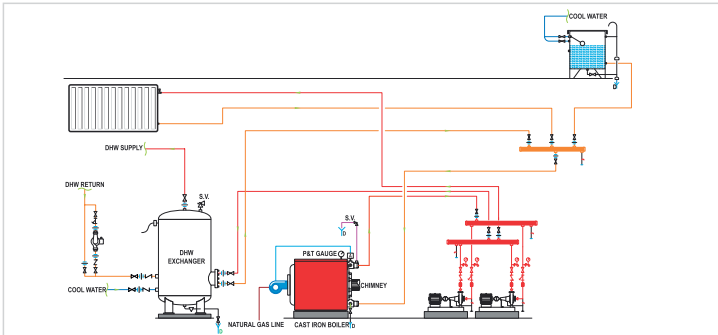 COOL WATER
D
DHW SUPPLY
DHW RETURN
S.V.
S.V.
D
DHW
EXCHANGER
P&T GAUGE
CHIMNEY
COOL WATER
NATURAL GAS LINE
CAST IRON BOILER
D
D